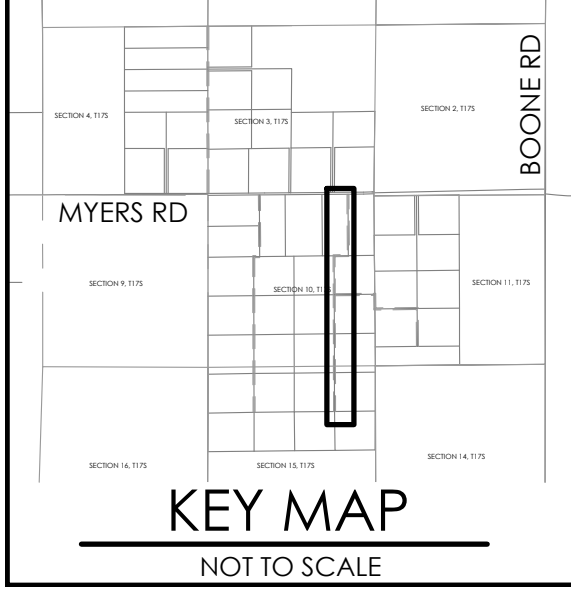 BOONE RD
SECTION 2, T17S
SECTION 4, T17S
SECTION 3, T17S
MYERS RD
SECTION 9, T17S
SECTION 10, T17S
SECTION 11, T17S
SECTION 14, T17S
SECTION 16, T17S
SECTION 15, T17S
KEY MAP
NOT TO SCALE